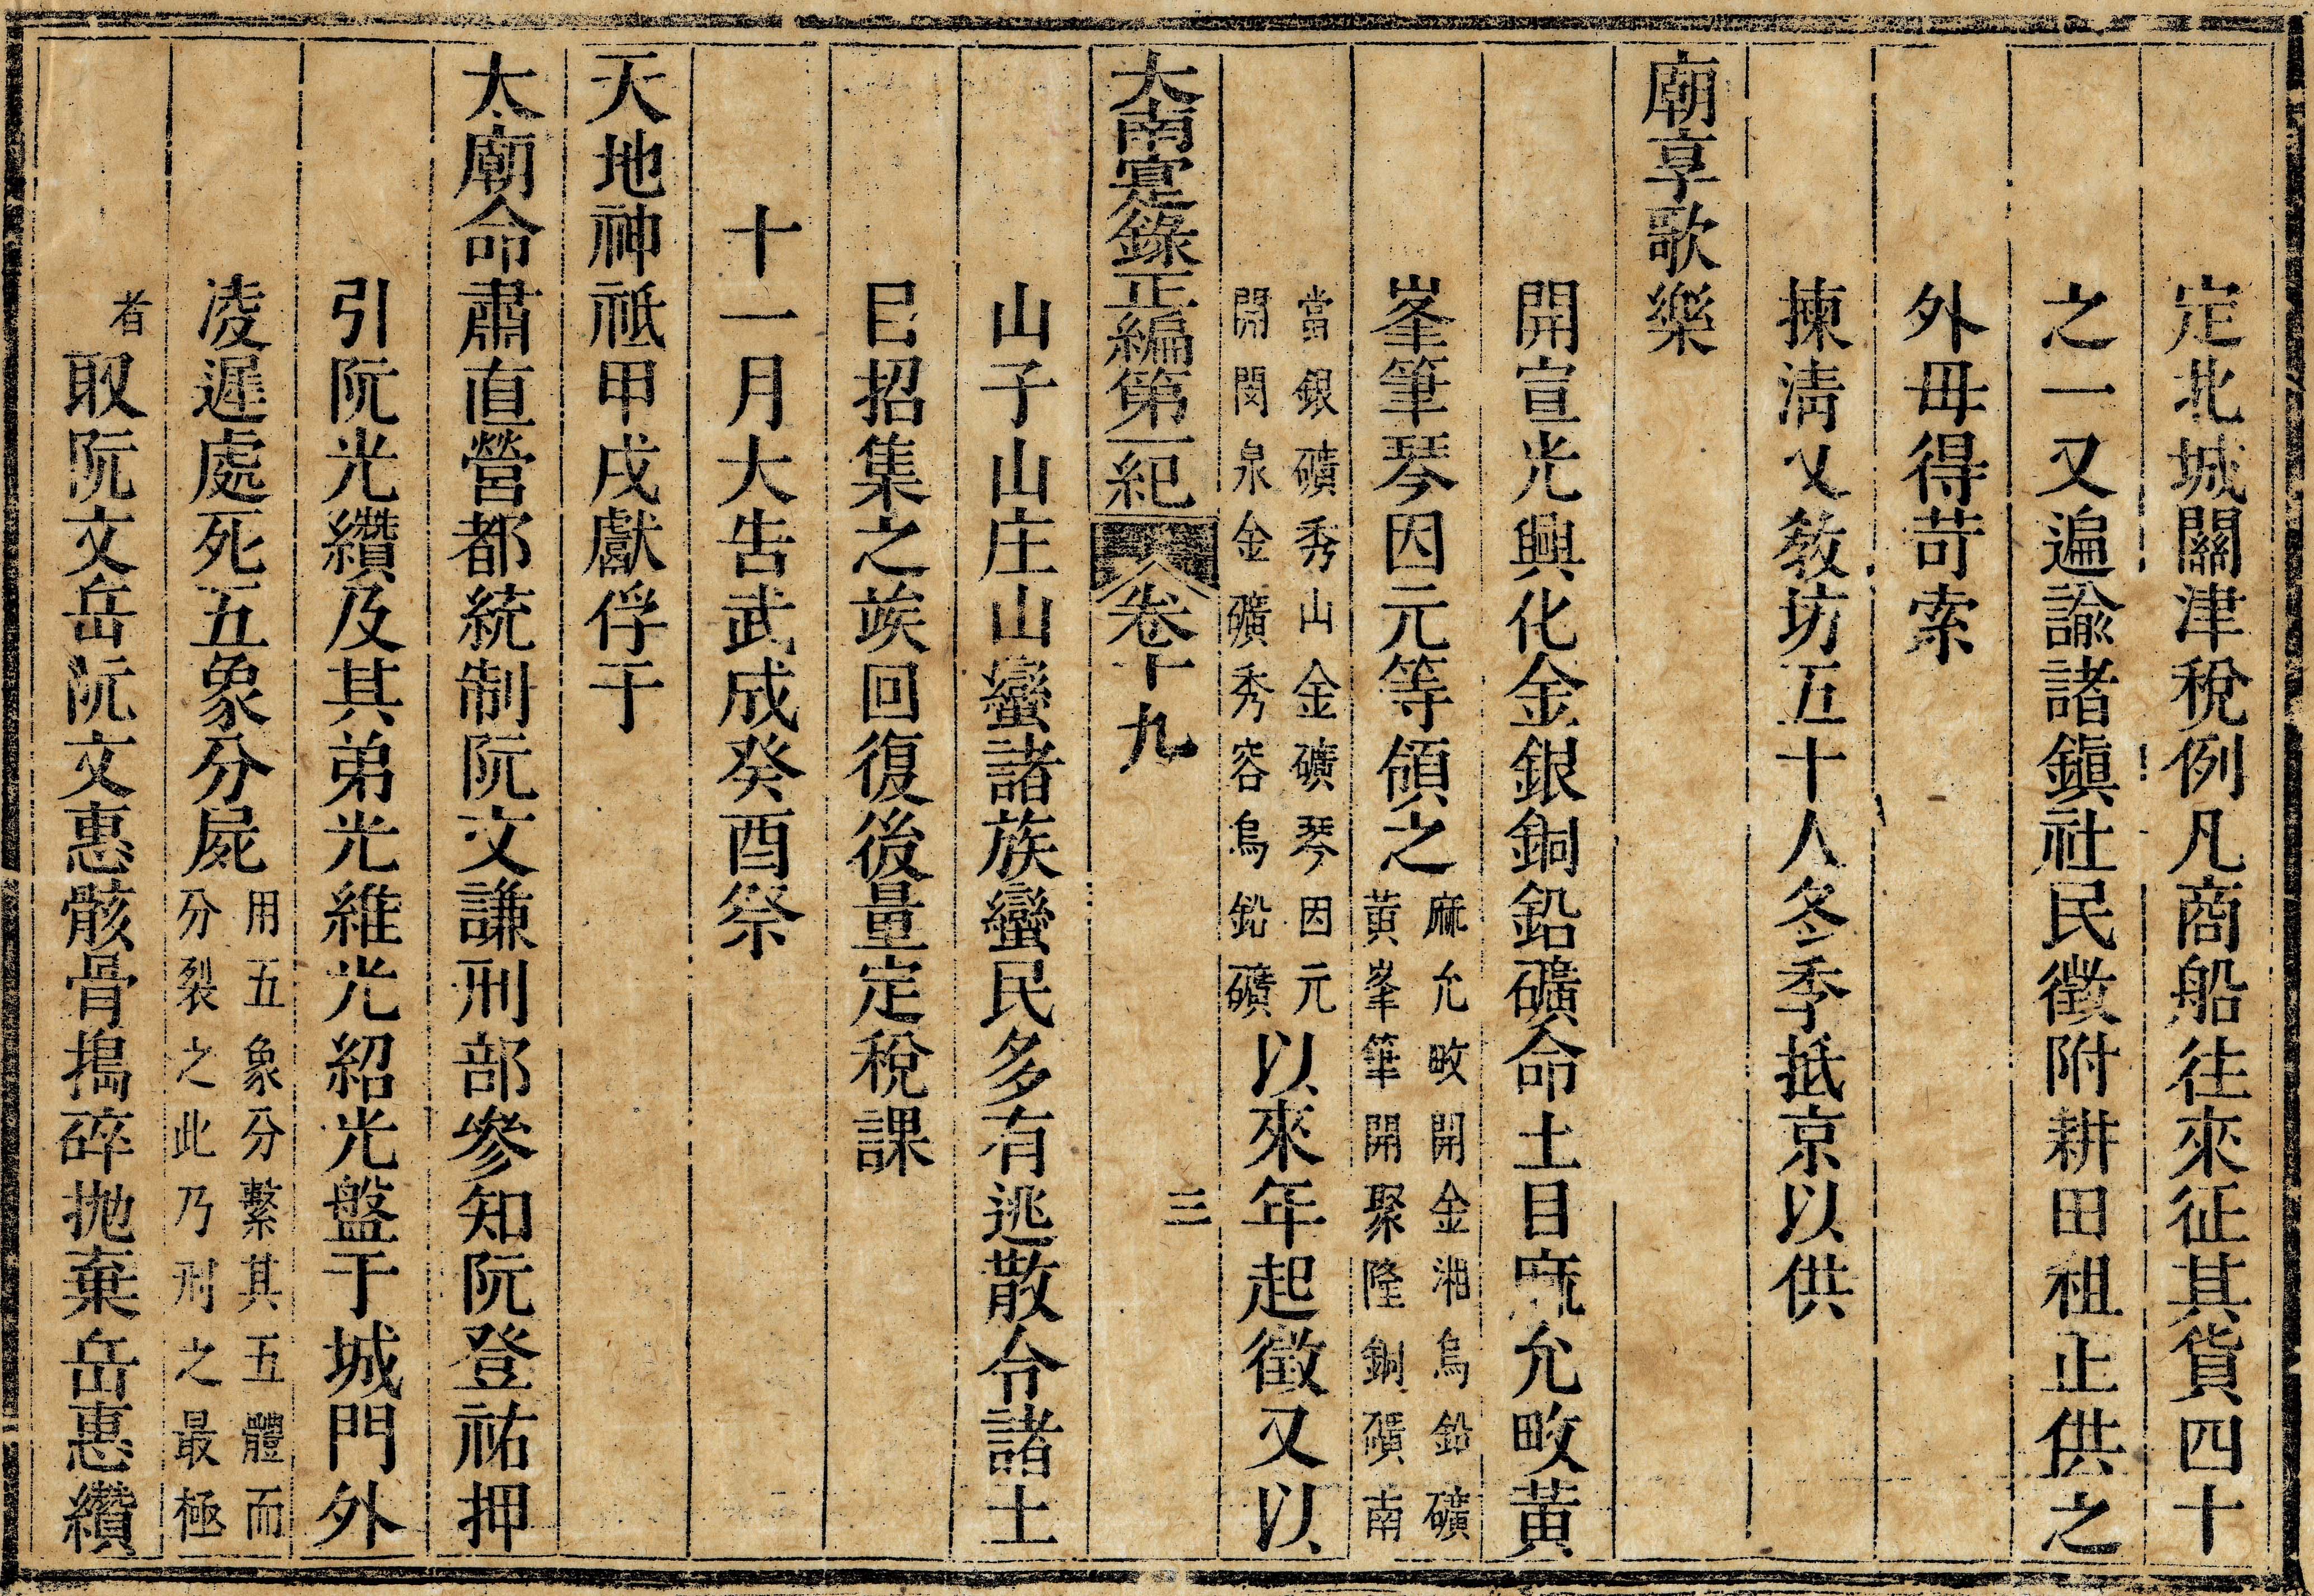 定北城關津稅例凡商船往來征其貨四十
之一又遍諭諸鎭社民徵附耕田租止供之
外毋得苛索
揀淸乂敎坊五十人冬季抵京以供
廟享歌樂
開宣光興化金銀銅鉛礦命土目麻允畋黃
峯筆琴因元等領之麻允畋開金湘烏鉛礦黃峯筆開聚隆銅礦南
當銀礦秀山金礦琴因元開閔泉金礦秀容烏鉛礦以來年起徵又以
大南寔錄正編第一紀 卷十九 三
山子山庄山蠻諸族蠻民多有逃散令諸土
目招集之俟回復後量定稅課
十一月大告武成癸酉祭
天地神祗甲戌獻俘于
太廟命肅直營都統制阮文謙刑部參知阮登祐押
引阮光纘及其弟光維光紹光盤于城門外
凌遲處死五象分屍用五象分繫其五體而分裂之此乃刑之最極
者取阮文岳阮文惠骸骨搗碎拋棄岳惠纘